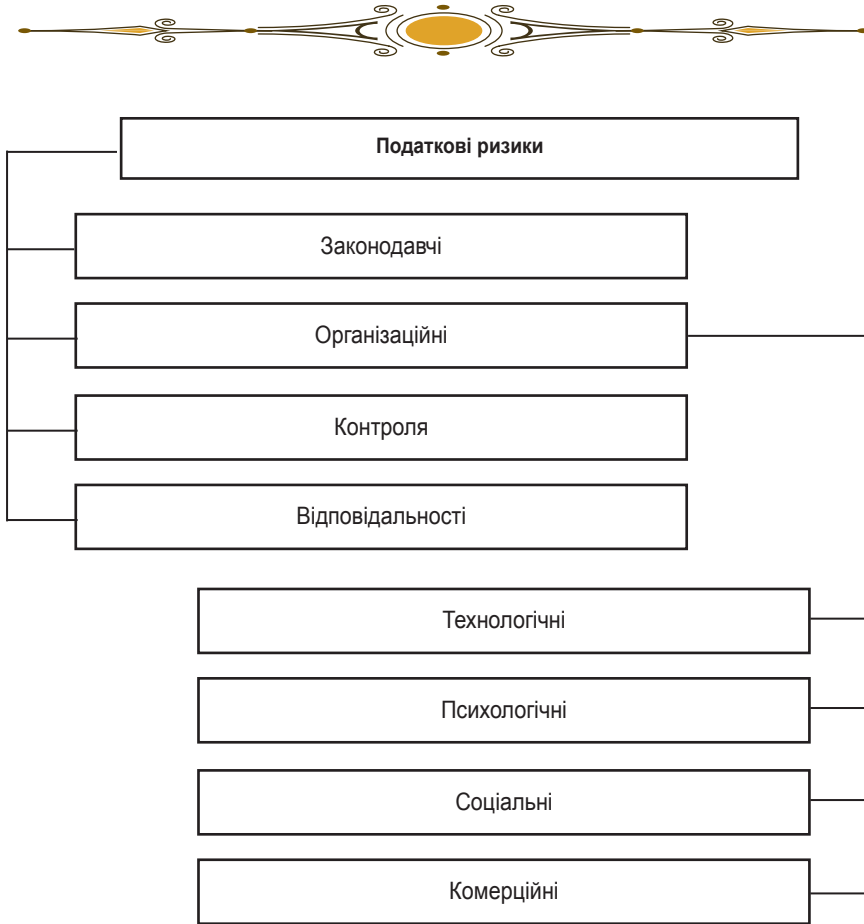 Податкові ризики
Законодавчі
Організаційні
Контроля
Відповідальності
Технологічні
Психологічні
Соціальні
Комерційні